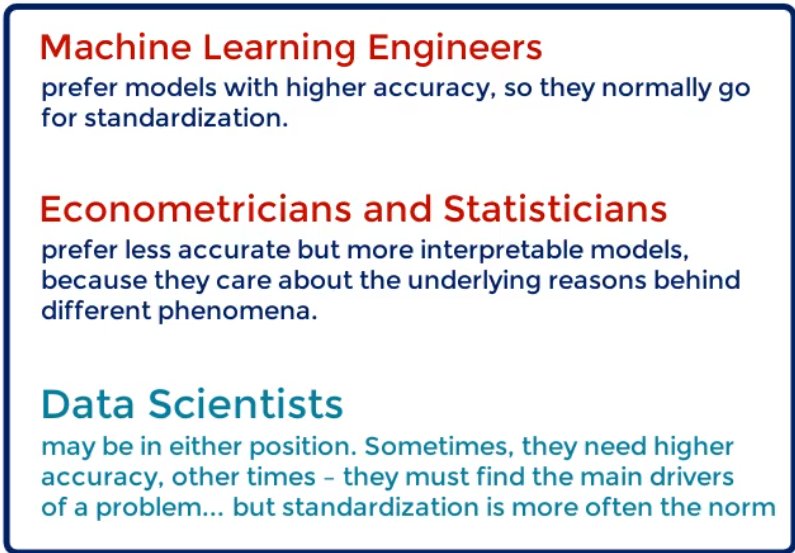 Machine Learning Engineers
prefer models with higher accuracy, so they normally go
for standardization.
Econometricians and Statisticians
prefer less accurate but more interpretable models,
because they care about the underlying reasons behind
different phenomena.
Data Scientists
may be in either position. Sometimes, they need higher
accuracy, other times – they must find the main drivers
of a problem... but standardization is more often the norm